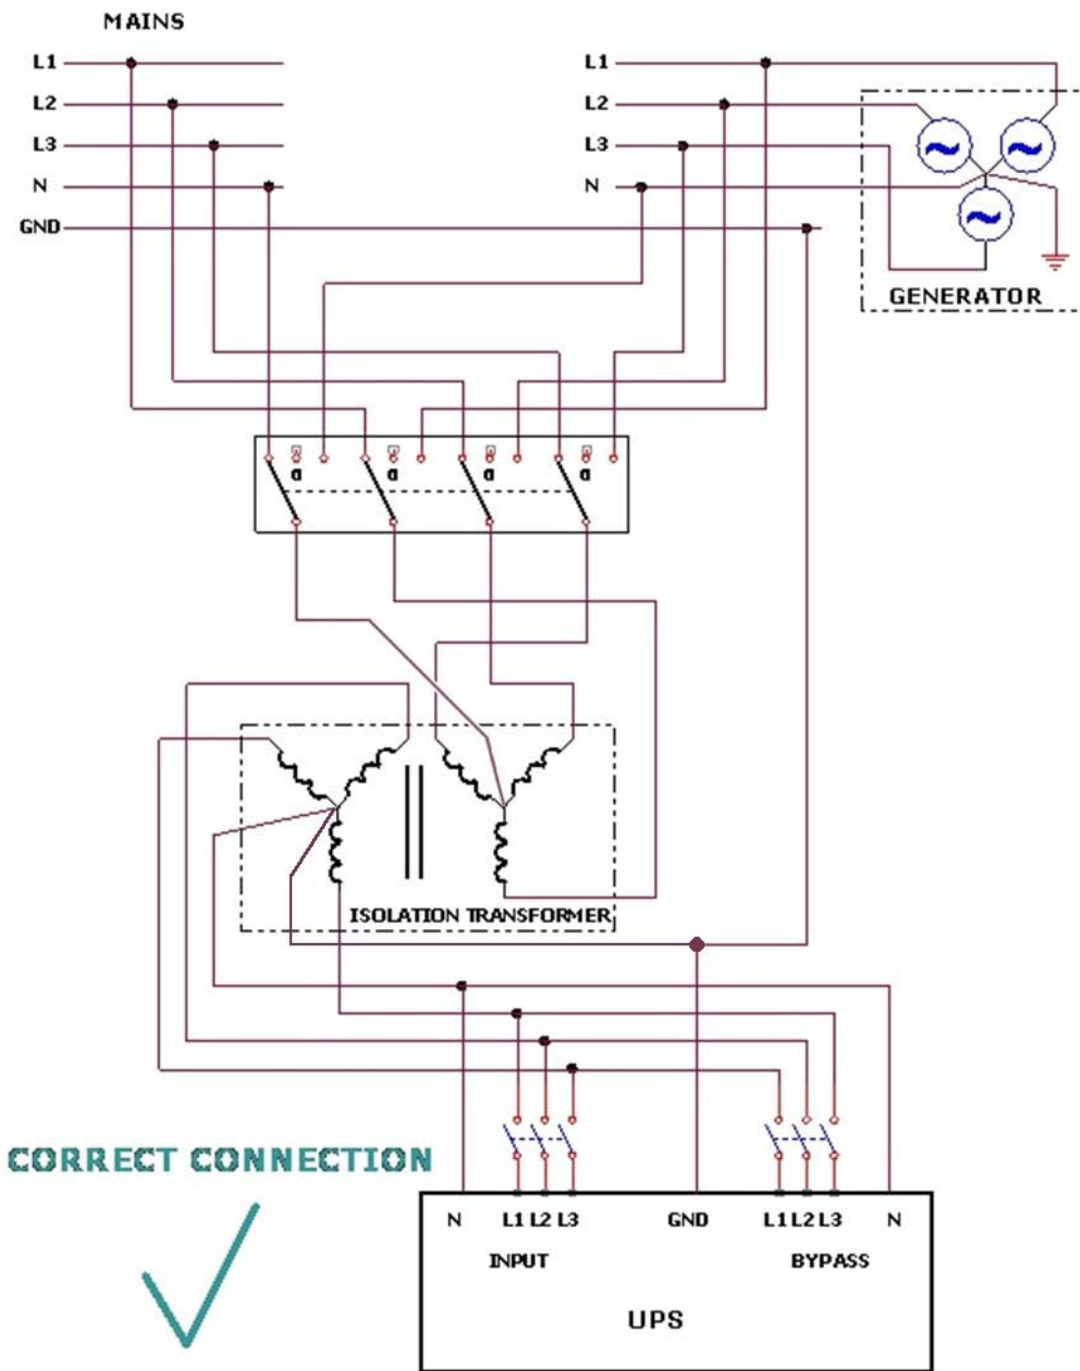 MAINS
L1
L2
L3
N
GND
L1
L2
L3
N
GENERATOR
ISOLATION TRANSFORMER
CORRECT CONNECTION
N L1 L2 L3 GND L1 L2 L3 N
INPUT BYPASS
UPS